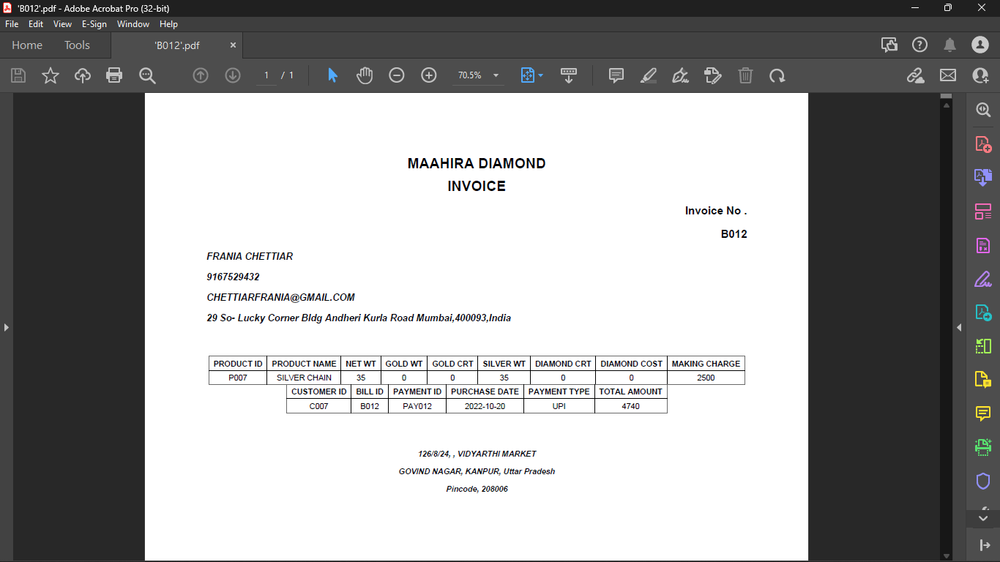 'B012'.pdf - Adobe Acrobat Pro (32-bit)
File Edit View E-Sign Window Help
Home Tools 'B012'.pdf
1 / 1 70.5%
MAAHIRA DIAMOND
INVOICE
Invoice No .
B012
FRANIA CHETTIAR
9167529432
CHETTIARFRANIA@GMAIL.COM
29 So- Lucky Corner Bldg Andheri Kurla Road Mumbai,400093,India
PRODUCT ID PRODUCT NAME NET WT GOLD WT GOLD CRT SILVER WT DIAMOND CRT DIAMOND COST MAKING CHARGE
P007 SILVER CHAIN 35 0 0 35 0 0 2500
CUSTOMER ID BILL ID PAYMENT ID PURCHASE DATE PAYMENT TYPE TOTAL AMOUNT
C007 B012 PAY012 2022-10-20 UPI 4740
126/8/24, , VIDYARTHI MARKET
GOVIND NAGAR, KANPUR, Uttar Pradesh
Pincode, 208006